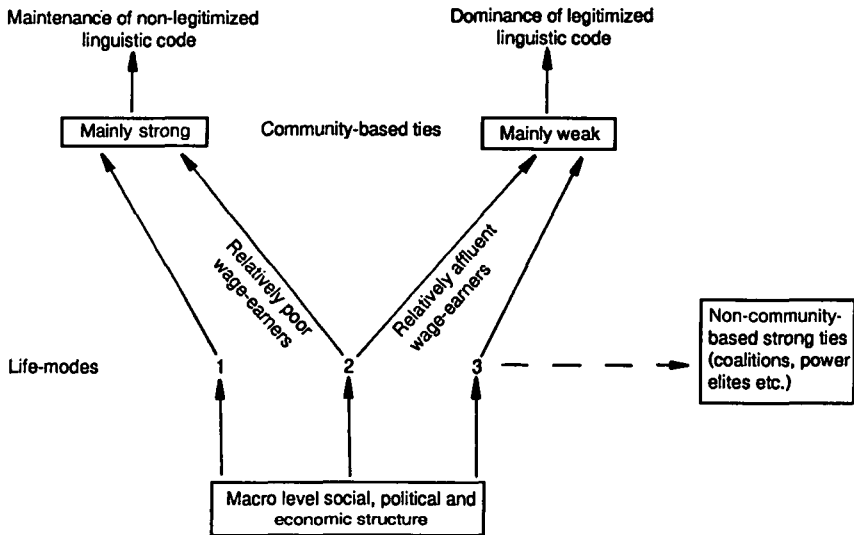 Maintenance of non-legitimized
linguistic code
Dominance of legitimized
linguistic code
Mainly strong
Community-based ties
Mainly weak
Relatively poor
wage-earners
Relatively affluent
wage-earners
Life-modes
1
2
3
Non-community-
based strong ties
(coalitions, power
elites etc.)
Macro level social, political and
economic structure